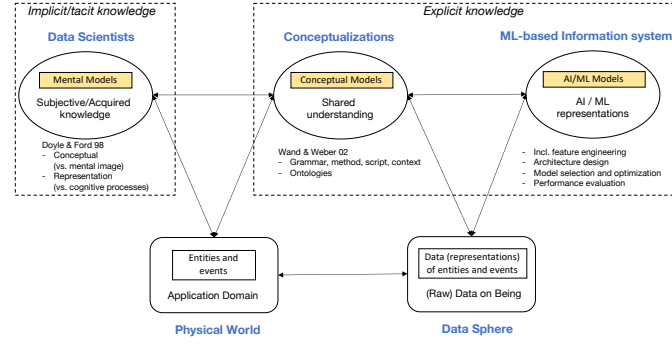 Implicit/tacit knowledge
Explicit knowledge
Data Scientists
Conceptualizations
ML-based Information system
Mental Models
Subjective/Acquired
knowledge
Conceptual Models
Shared
understanding
AI/ML Models
AI / ML
representations
Doyle & Ford 98
- Conceptual
(vs. mental image)
- Representation
(vs. cognitive processes)
Wand & Weber 02
- Grammar, method, script, context
- Ontologies
- Incl. feature engineering
- Architecture design
- Model selection and optimization
- Performance evaluation
Entities and
events
Application Domain
Data (representations)
of entities and events
(Raw) Data on Being
Physical World
Data Sphere